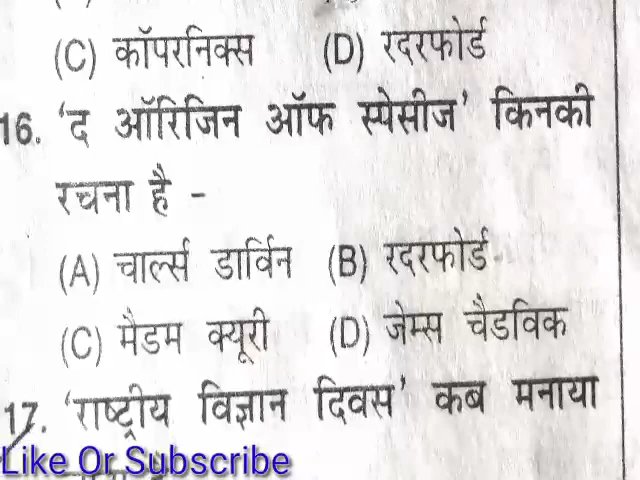 (C) कॉपरनिक्स (D) रदरफोर्ड
16. ‘द ऑरिजिन ऑफ स्पेसीज’ किनकी
रचना है -
(A) चार्ल्स डार्विन (B) रदरफोर्ड
(C) मैडम क्यूरी (D) जेम्स चैडविक
17. ‘राष्ट्रीय विज्ञान दिवस’ कब मनाया
Like Or Subscribe